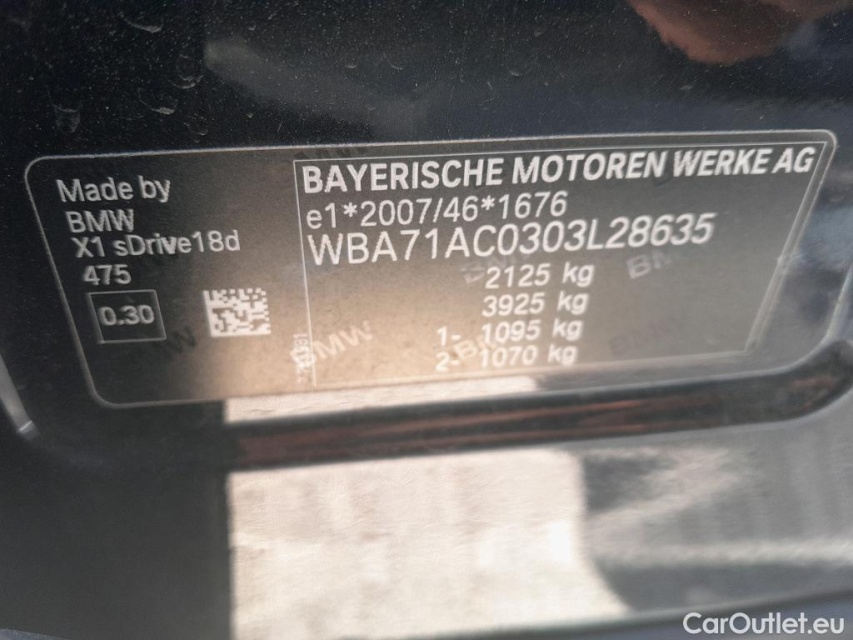 Made by
BMW
X1 sDrive18d
475
0.30
BAYERISCHE MOTOREN WERKE AG
e1*2007/46*1676
WBA71AC0303L28635
2125 kg
3925 kg
1- 1095 kg
2- 1070 kg
BMW
CarOutlet.eu